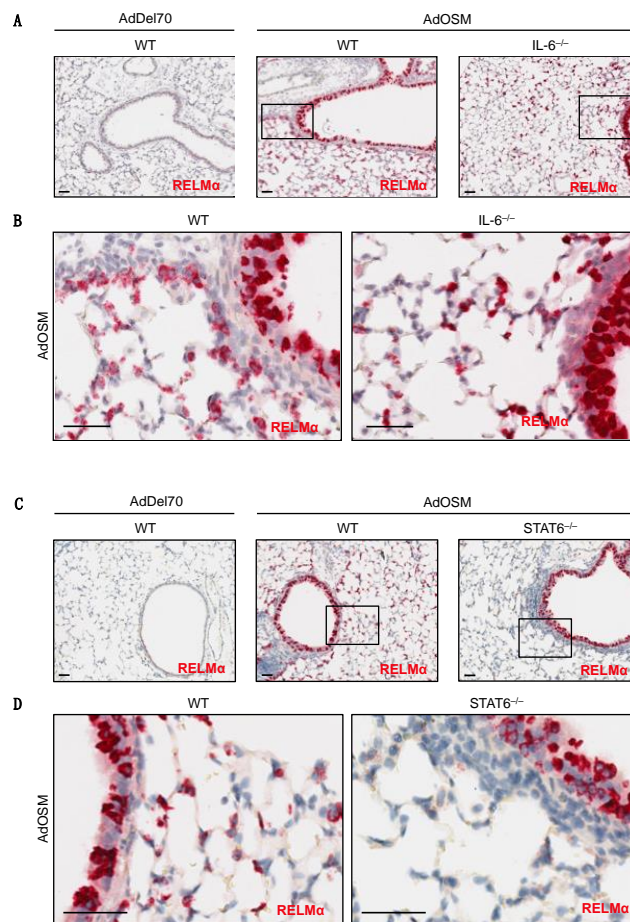 A
AdDel70
AdOSM
WT
WT
IL-6–/–
RELMα
RELMα
RELMα
B
WT
IL-6–/–
AdOSM
RELMα
RELMα
C
AdDel70
AdOSM
WT
WT
STAT6–/–
RELMα
RELMα
RELMα
D
WT
STAT6–/–
AdOSM
RELMα
RELMα